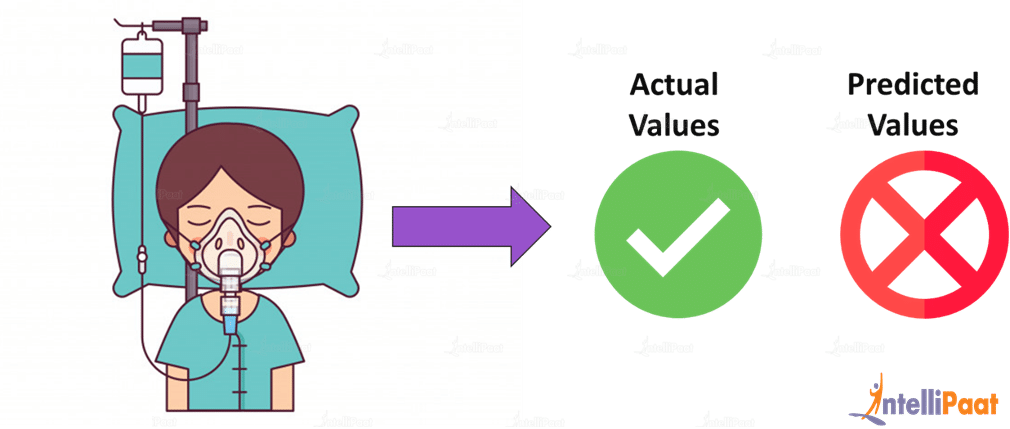 Actual
Values
Predicted
Values
IntelliPaat